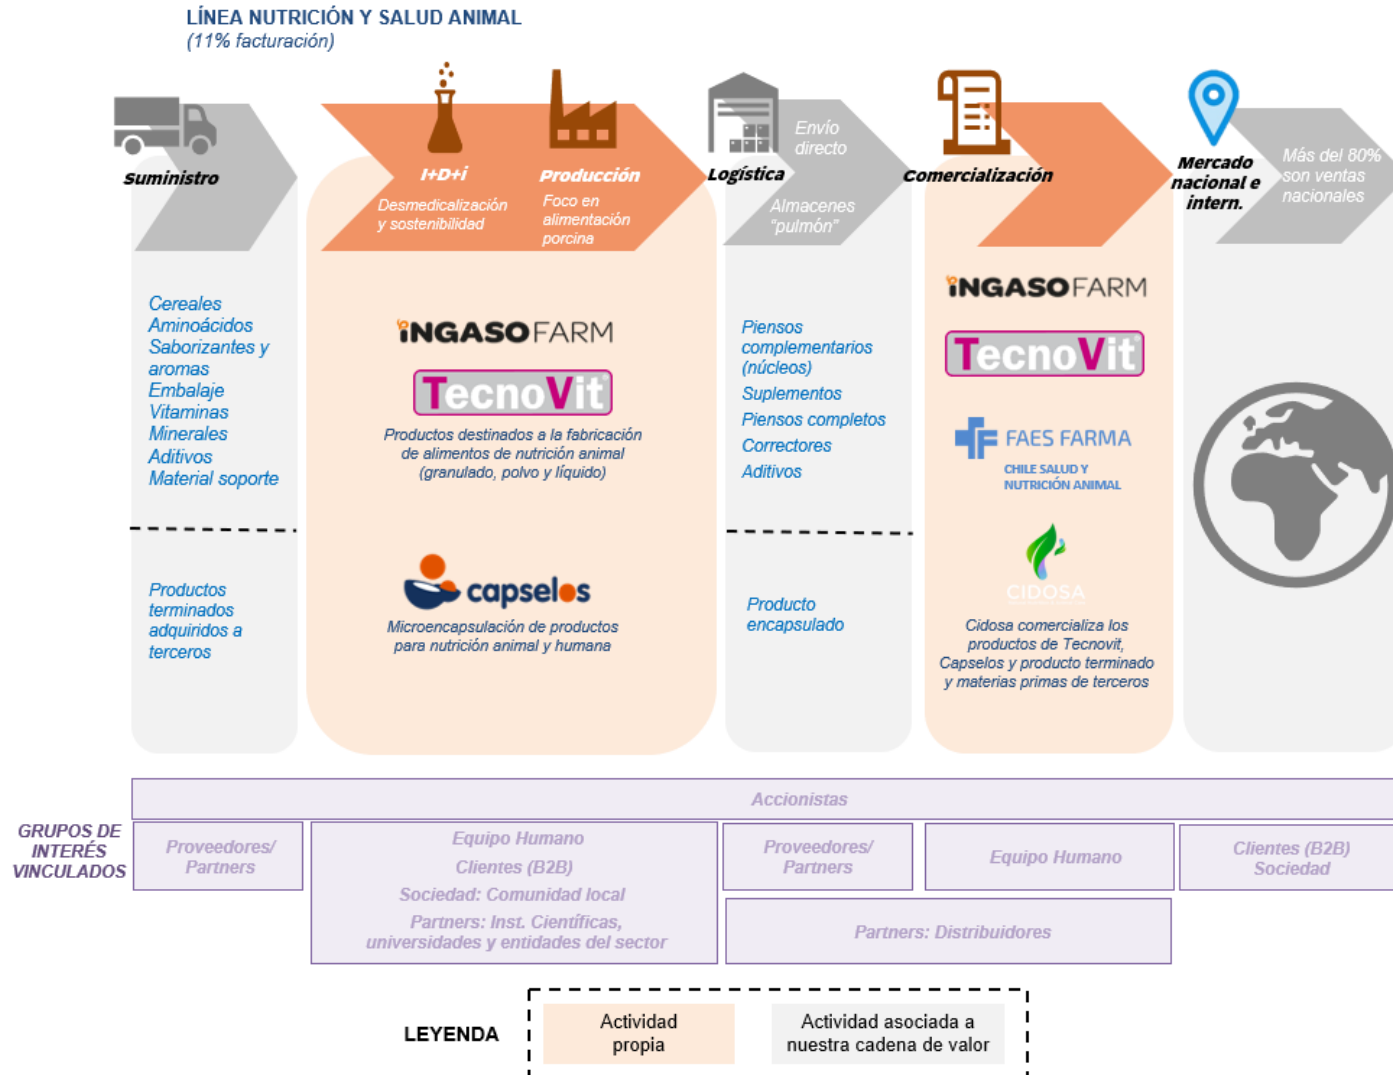 LÍNEA NUTRICIÓN Y SALUD ANIMAL
(11% facturación)
Suministro
I+D+i
Desmedicalización
y sostenibilidad
Producción
Foco en
alimentación
porcina
Logística
Envío
directo
Almacenes
"pulmón"
Comercialización
Mercado
nacional e
intern.
Más del 80%
son ventas
nacionales
Cereales
Aminoácidos
Saborizantes y
aromas
Embalaje
Vitaminas
Minerales
Aditivos
Material soporte
Productos
terminados
adquiridos a
terceros
INGASO FARM
TecnoVit
Productos destinados a la fabricación
de alimentos de nutrición animal
(granulado, polvo y líquido)
capselos
Microencapsulación de productos
para nutrición animal y humana
Piensos
complementarios
(núcleos)
Suplementos
Piensos completos
Correctores
Aditivos
Producto
encapsulado
INGASO FARM
TecnoVit
FAES FARMA
CHILE SALUD Y
NUTRICIÓN ANIMAL
CIDOSA
Cidosa comercializa los
productos de Tecnovit,
Capselos y producto terminado
y materias primas de terceros
GRUPOS DE
INTERÉS
VINCULADOS
Accionistas
Proveedores/
Partners
Equipo Humano
Clientes (B2B)
Sociedad: Comunidad local
Partners: Inst. Científicas,
universidades y entidades del sector
Proveedores/
Partners
Equipo Humano
Partners: Distribuidores
Clientes (B2B)
Sociedad
LEYENDA
Actividad
propia
Actividad asociada a
nuestra cadena de valor